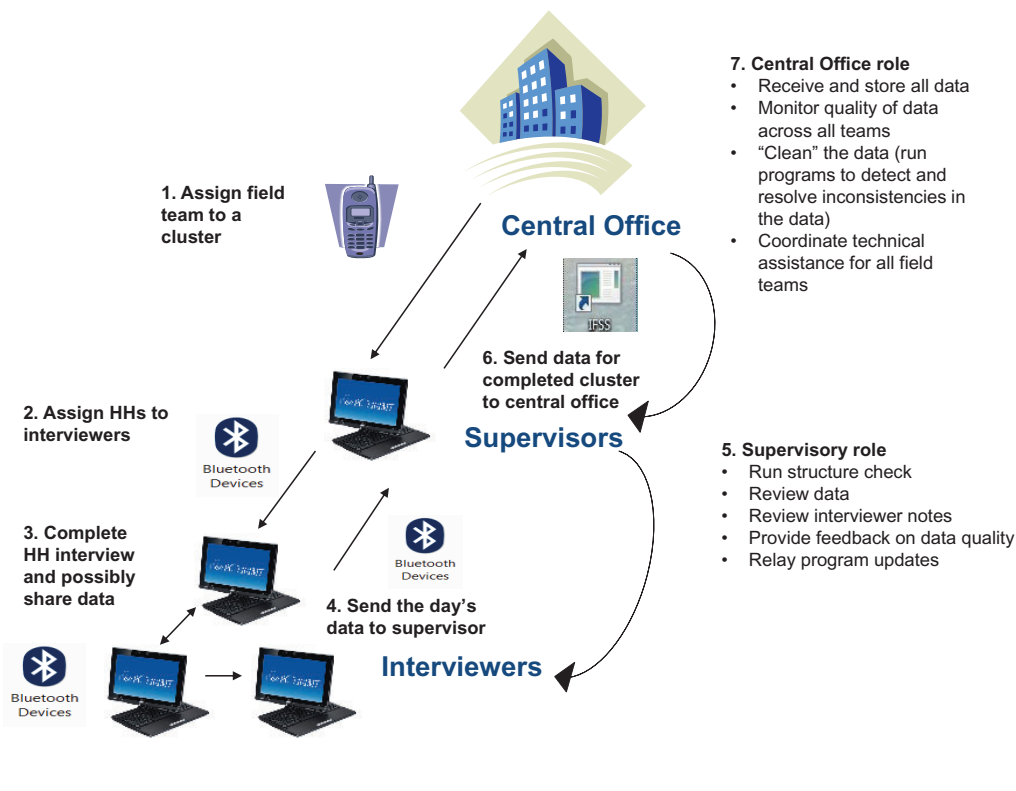 7. Central Office role
• Receive and store all data
• Monitor quality of data
across all teams
• “Clean” the data (run
programs to detect and
resolve inconsistencies in
the data)
• Coordinate technical
assistance for all field
teams
1. Assign field
team to a
cluster
Central Office
IFSS
6. Send data for
completed cluster
to central office
2. Assign HHs to
interviewers
Bluetooth
Devices
Supervisors
5. Supervisory role
• Run structure check
• Review data
• Review interviewer notes
• Provide feedback on data quality
• Relay program updates
3. Complete
HH interview
and possibly
share data
Bluetooth
Devices
4. Send the day’s
data to supervisor
Interviewers
Bluetooth
Devices